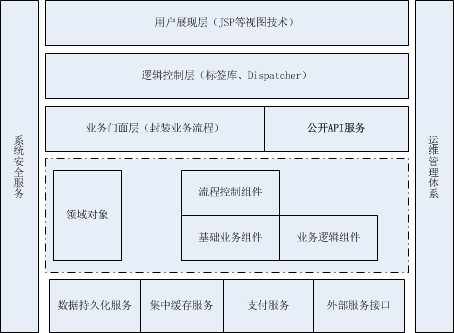 用户展现层（JSP等视图技术）
逻辑控制层（标签库、Dispatcher）
业务门面层（封装业务流程）
公开API服务
系统安全服务
运维管理体系
领域对象
流程控制组件
基础业务组件
业务逻辑组件
数据持久化服务
集中缓存服务
支付服务
外部服务接口